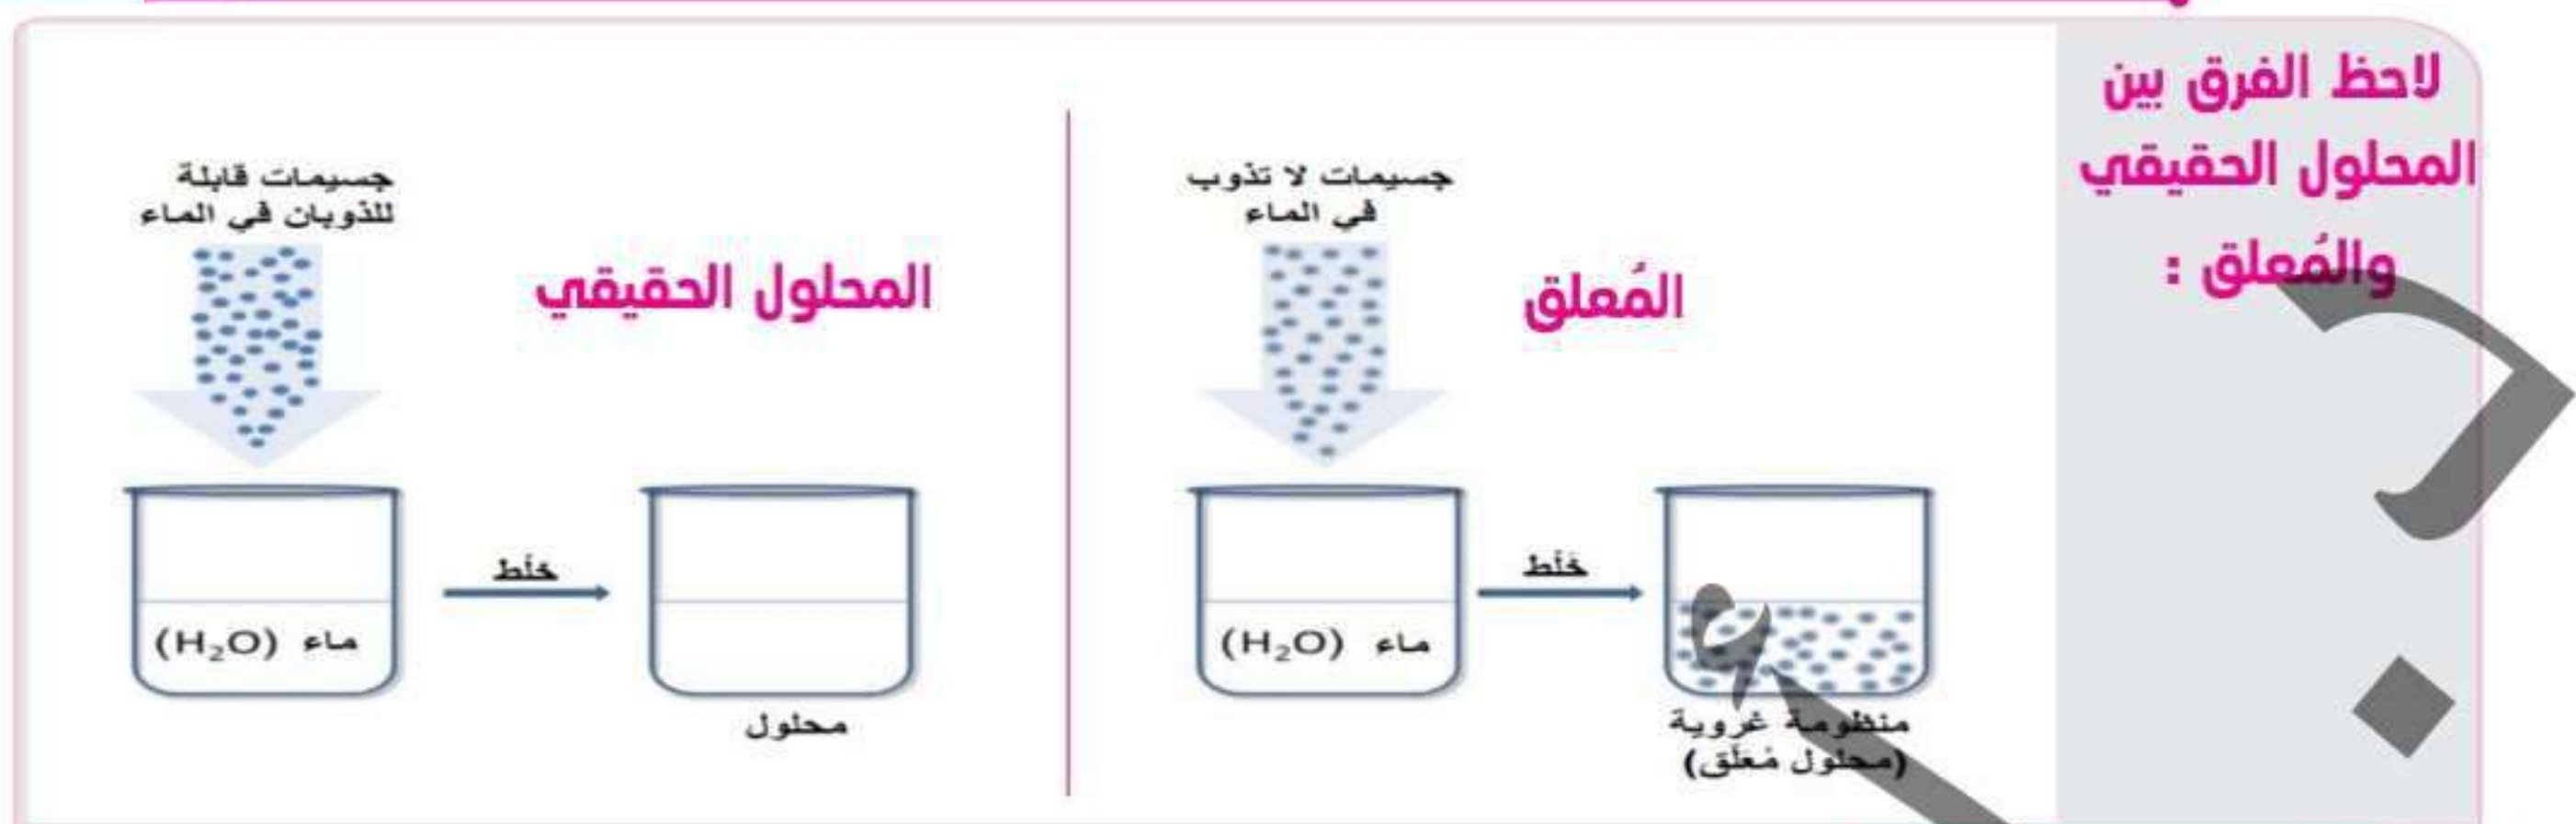 لاحظ الفرق بين
المحلول الحقيقي
والمُعلق :
جسيمات لا تذوب
في الماء
المُعلق
ماء (H₂O)
خلط
منظومة غروية
(محلول مُعلّق)
جسيمات قابلة
للذوبان في الماء
المحلول الحقيقي
ماء (H₂O)
خلط
محلول